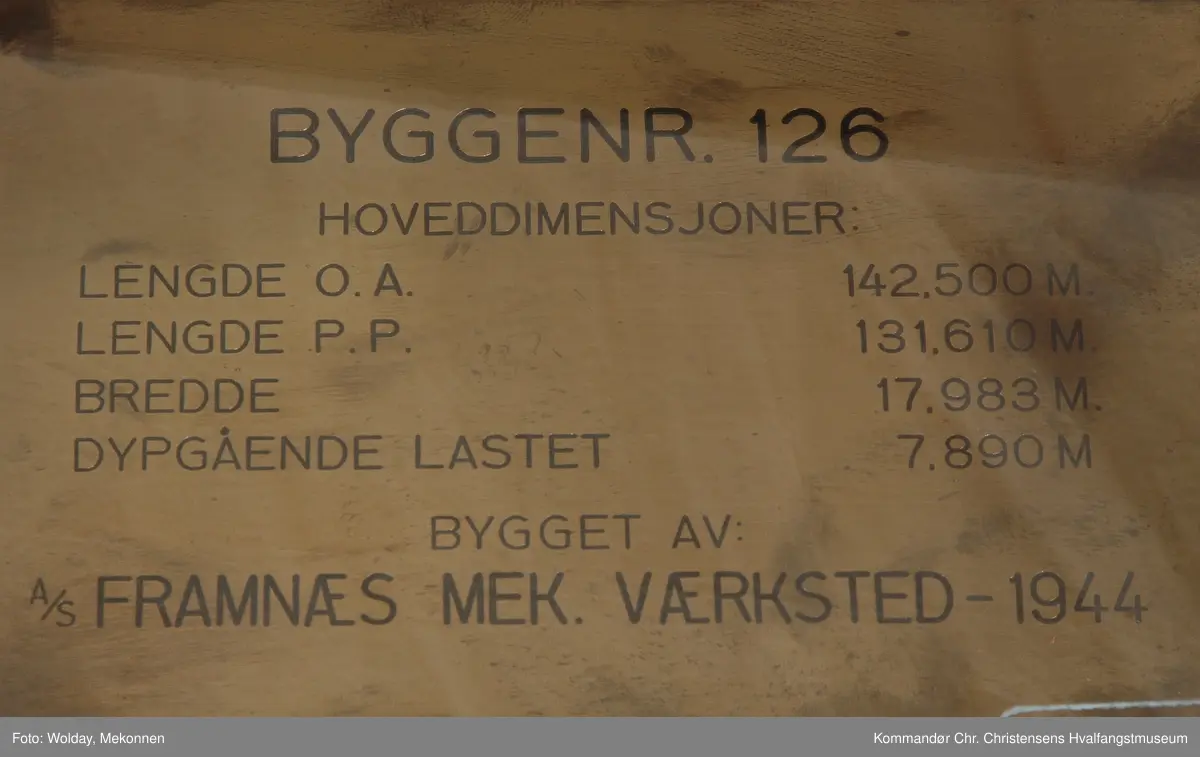 BYGGENR. 126
HOVEDDIMENSJONER:
LENGDE O. A. 142,500 M.
LENGDE P. P. 131,610 M.
BREDDE 17,983 M.
DYPGÅENDE LASTET 7,890 M
BYGGET AV:
A/S FRAMNÆS MEK. VÆRKSTED – 1944
Foto: Wolday, Mekonnen Kommandør Chr. Christensens Hvalfangstmuseum